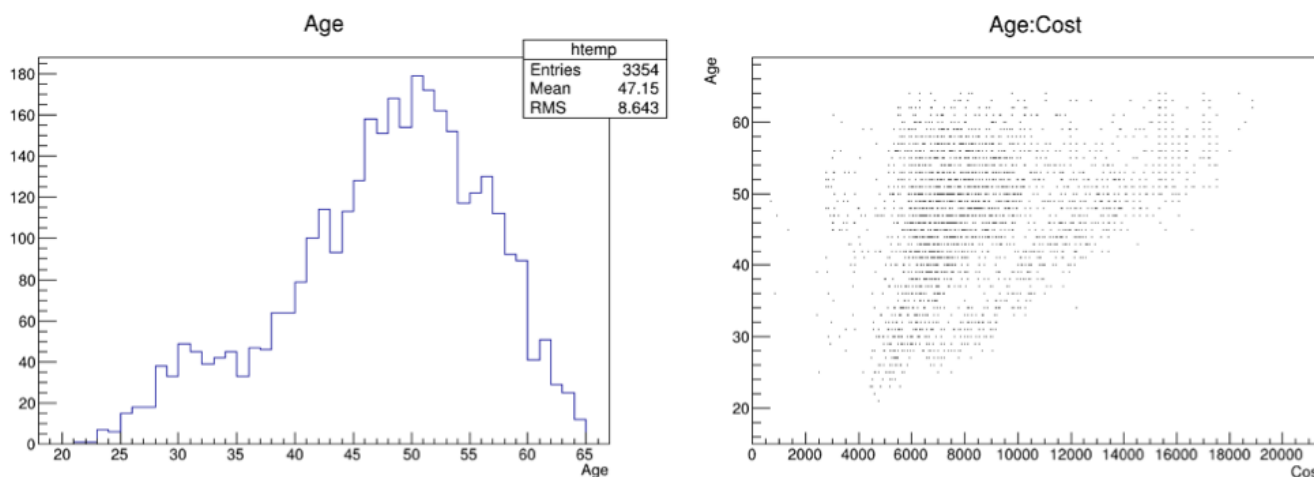 Age
htemp
Entries 3354
Mean 47.15
RMS 8.643
180
160
140
120
100
80
60
40
20
0
20 25 30 35 40 45 50 55 60 65
Age
Age:Cost
Age
60
50
40
30
20
0 2000 4000 6000 8000 10000 12000 14000 16000 18000 20000
Cos